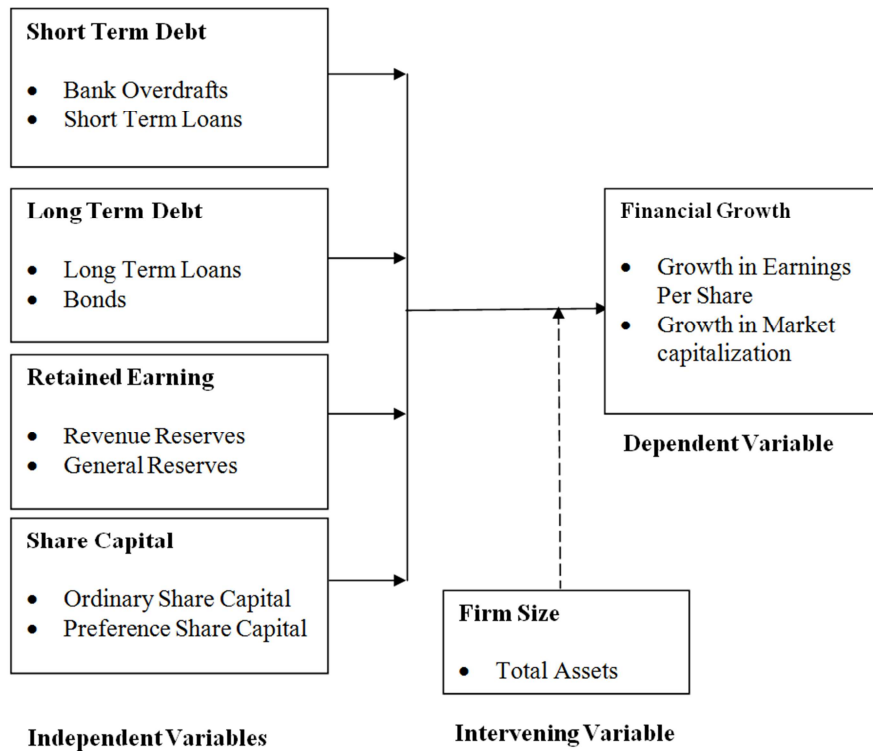 Short Term Debt
• Bank Overdrafts
• Short Term Loans
Long Term Debt
• Long Term Loans
• Bonds
Retained Earning
• Revenue Reserves
• General Reserves
Share Capital
• Ordinary Share Capital
• Preference Share Capital
Independent Variables
Financial Growth
• Growth in Earnings
Per Share
• Growth in Market
capitalization
Dependent Variable
Firm Size
• Total Assets
Intervening Variable